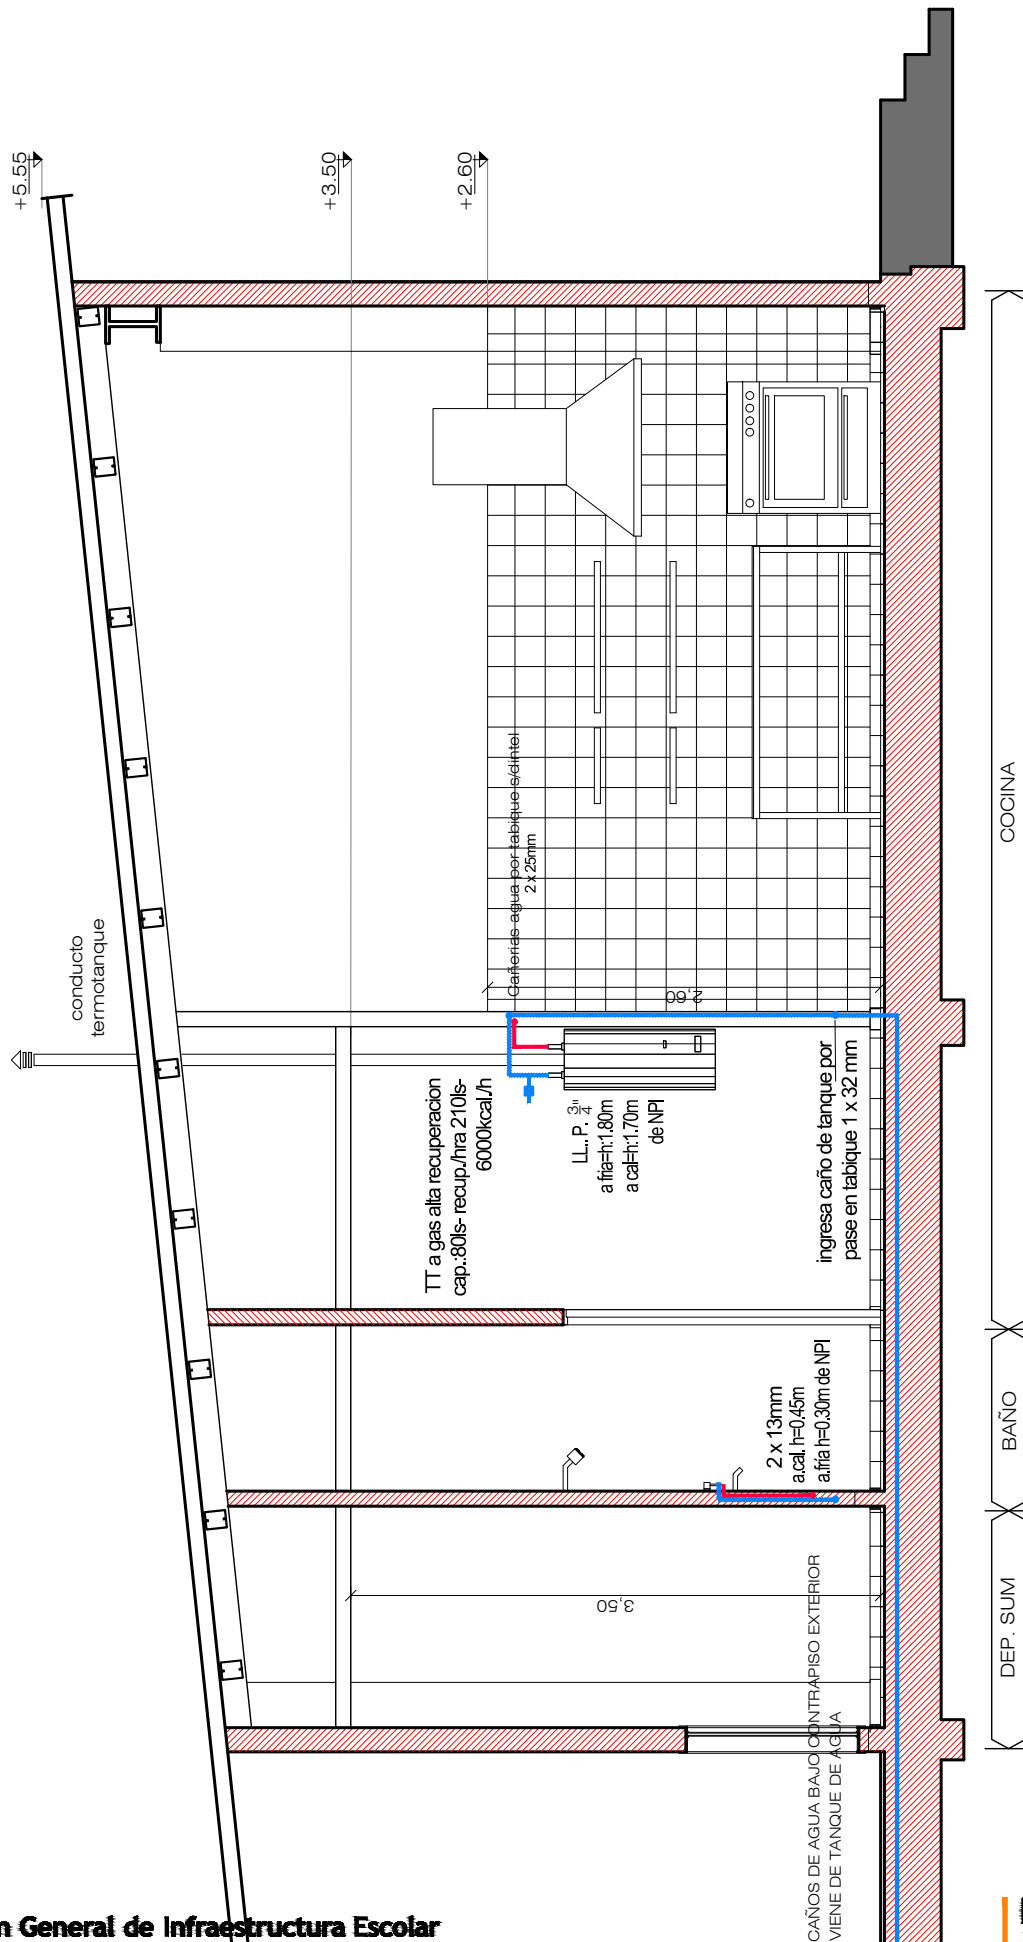 +5.55
+3.50
+2.60
conducto
termotanque
Cañerias agua por tabique s/dintel
2 x 25mm
2,60
TT a gas alta recuperacion
cap.:80ls- recup./hra 210ls-
6000kcal./h
LL.. P. 3/4"
a fria=h:1.80m
a cal=h:1.70m
de NPI
ingresa caño de tanque por
pase en tabique 1 x 32 mm
2 x 13mm
a.cal. h=0.45m
a.fria h=0.30m de NPI
3,50
CAÑOS DE AGUA BAJO CONTRAPISO EXTERIOR
VIENE DE TANQUE DE AGUA
COCINA
BAÑO
DEP. SUM
n General de Infraestructura Escolar